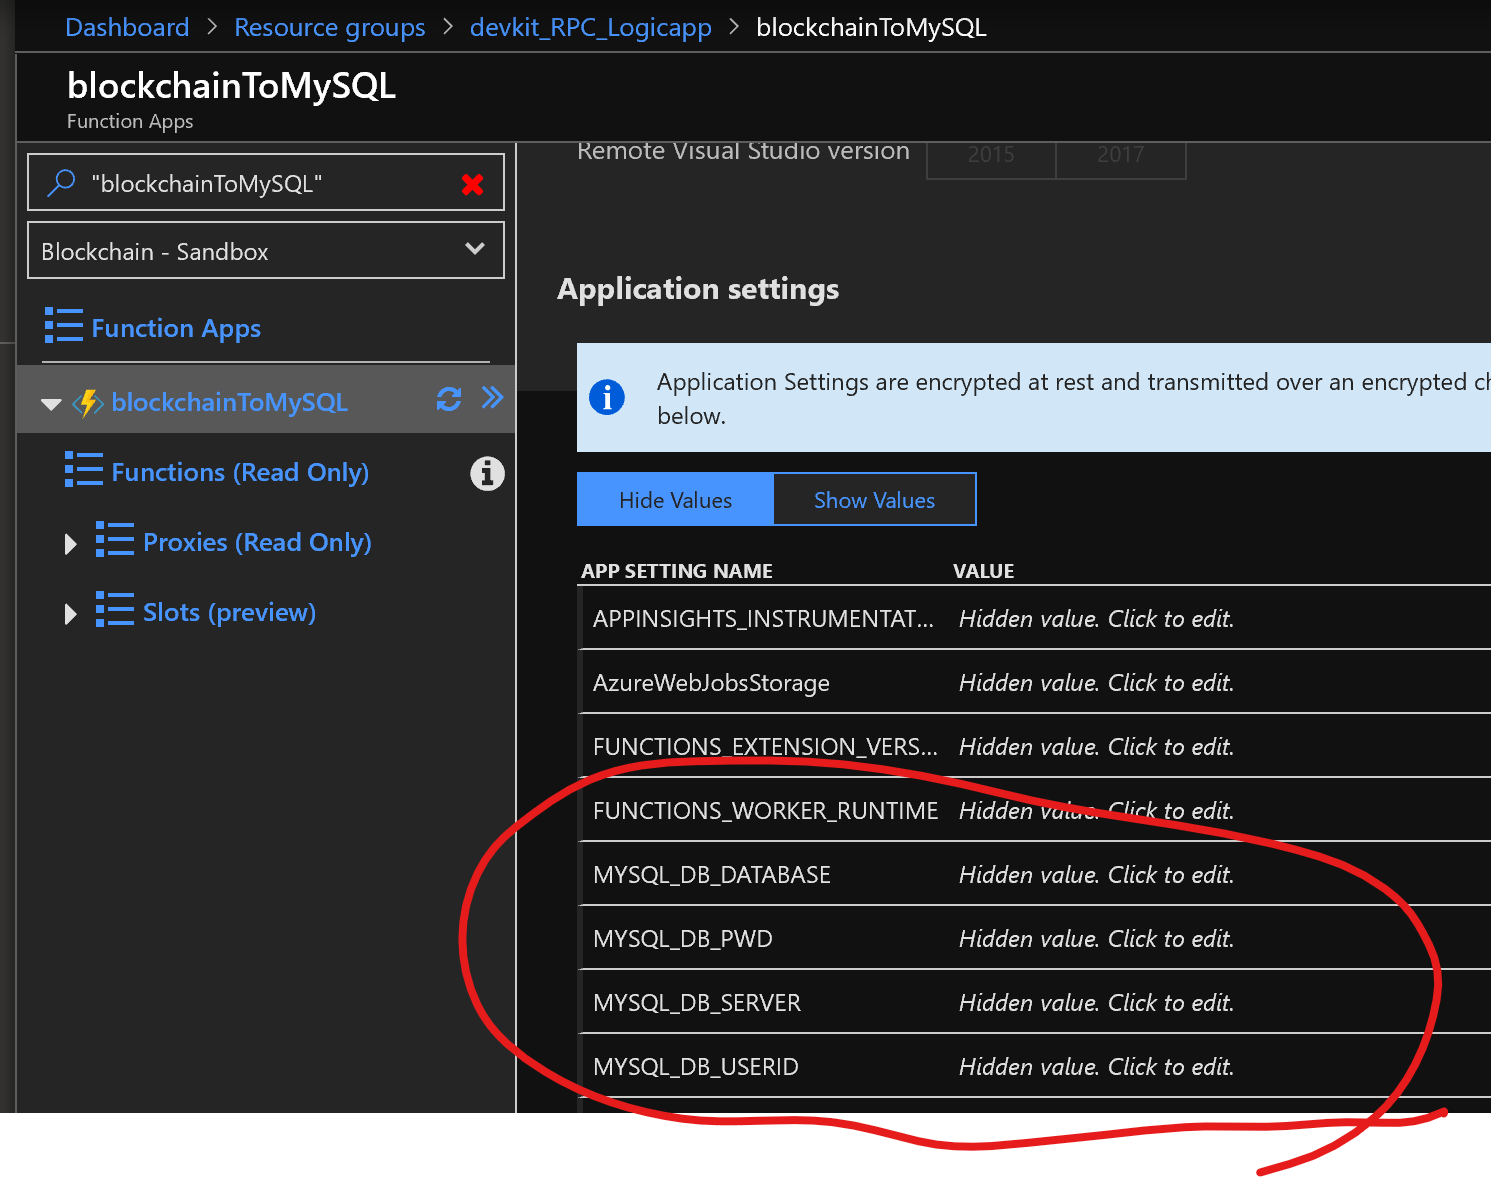 Dashboard > Resource groups > devkit_RPC_Logicapp > blockchainToMySQL
blockchainToMySQL
Function Apps
"blockchainToMySQL"
Blockchain - Sandbox
Function Apps
blockchainToMySQL
Functions (Read Only)
Proxies (Read Only)
Slots (preview)
Remote Visual Studio version 2015 2017
Application settings
Application Settings are encrypted at rest and transmitted over an encrypted
below.
Hide Values Show Values
APP SETTING NAME VALUE
APPINSIGHTS_INSTRUMENTAT... Hidden value. Click to edit.
AzureWebJobsStorage Hidden value. Click to edit.
FUNCTIONS_EXTENSION_VERS... Hidden value. Click to edit.
FUNCTIONS_WORKER_RUNTIME Hidden value. Click to edit.
MYSQL_DB_DATABASE Hidden value. Click to edit.
MYSQL_DB_PWD Hidden value. Click to edit.
MYSQL_DB_SERVER Hidden value. Click to edit.
MYSQL_DB_USERID Hidden value. Click to edit.